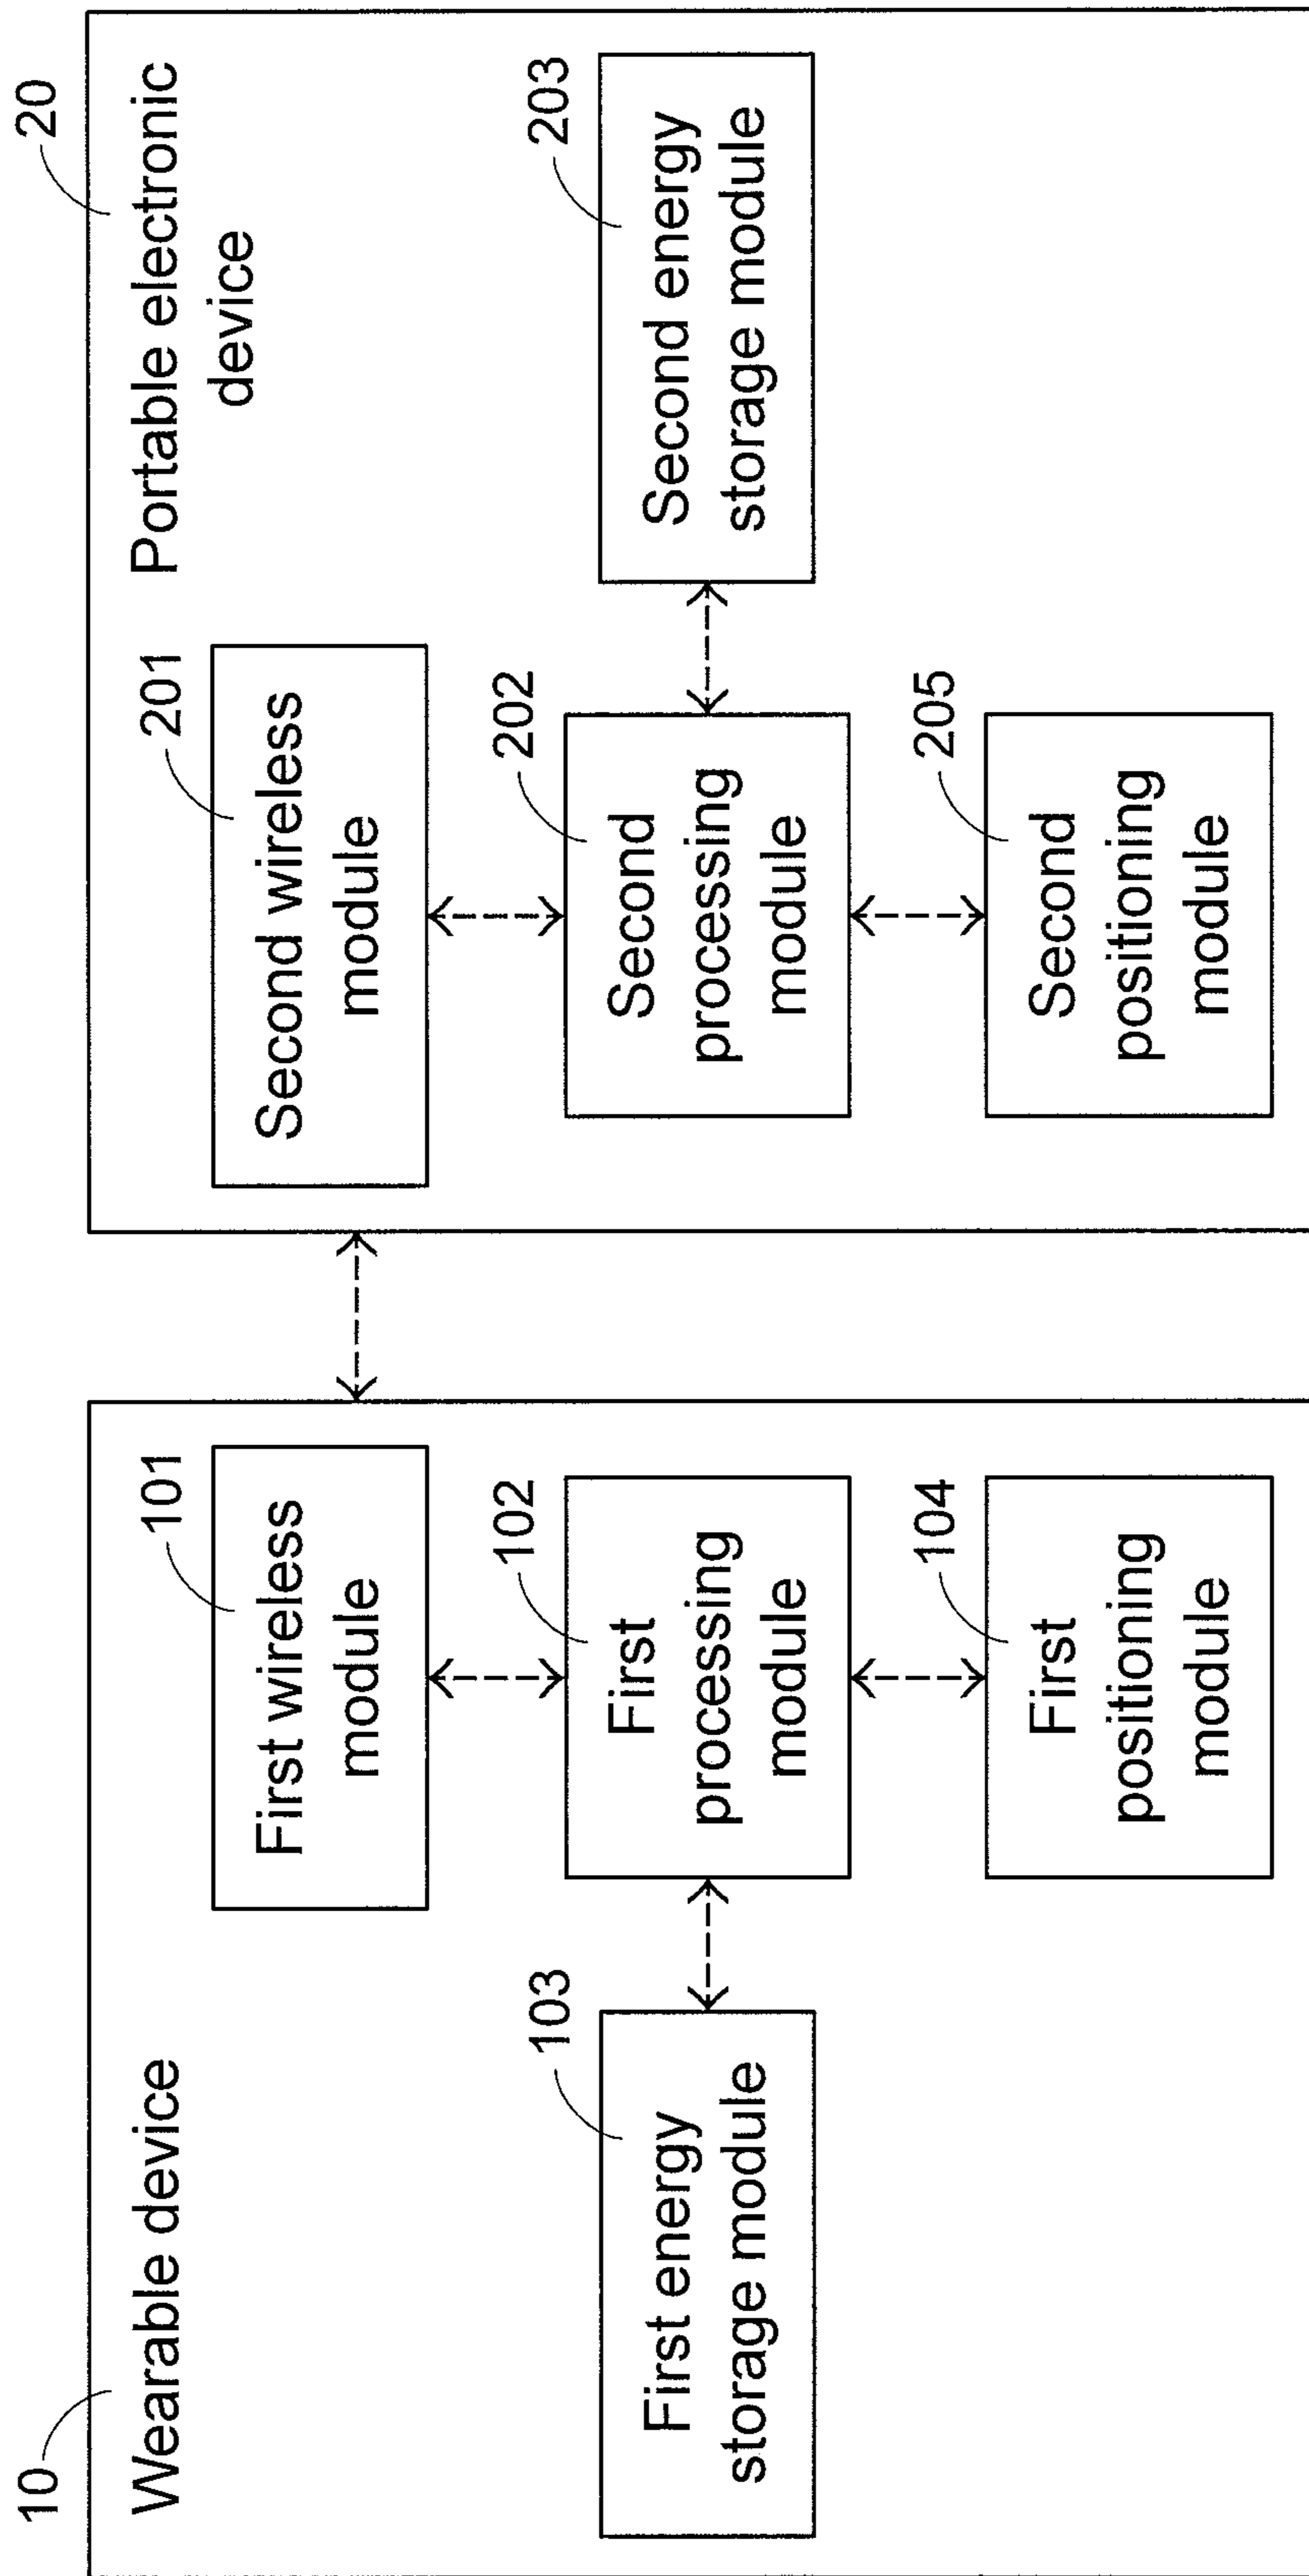 10
Wearable device
101
First wireless
module
102
First
processing
module
103
First energy
storage module
104
First
positioning
module
20
Portable electronic
device
201
Second wireless
module
202
Second
processing
module
203
Second energy
storage module
205
Second
positioning
module